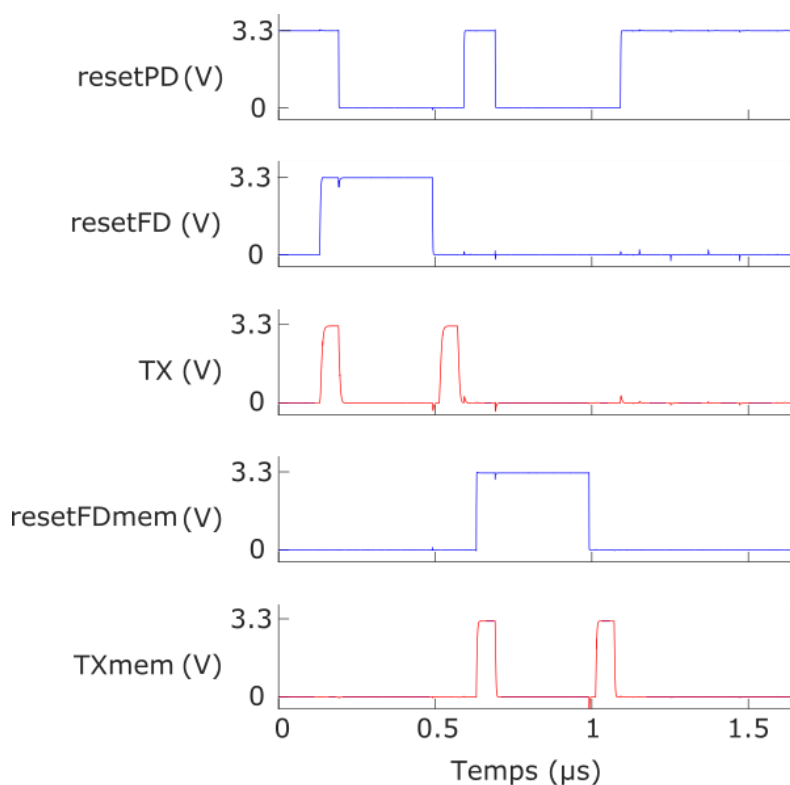 3.3
resetPD (V)
0
3.3
resetFD (V)
0
3.3
TX (V)
0
3.3
resetFDmem (V)
0
3.3
TXmem (V)
0
0 0.5 1 1.5
Temps (μs)